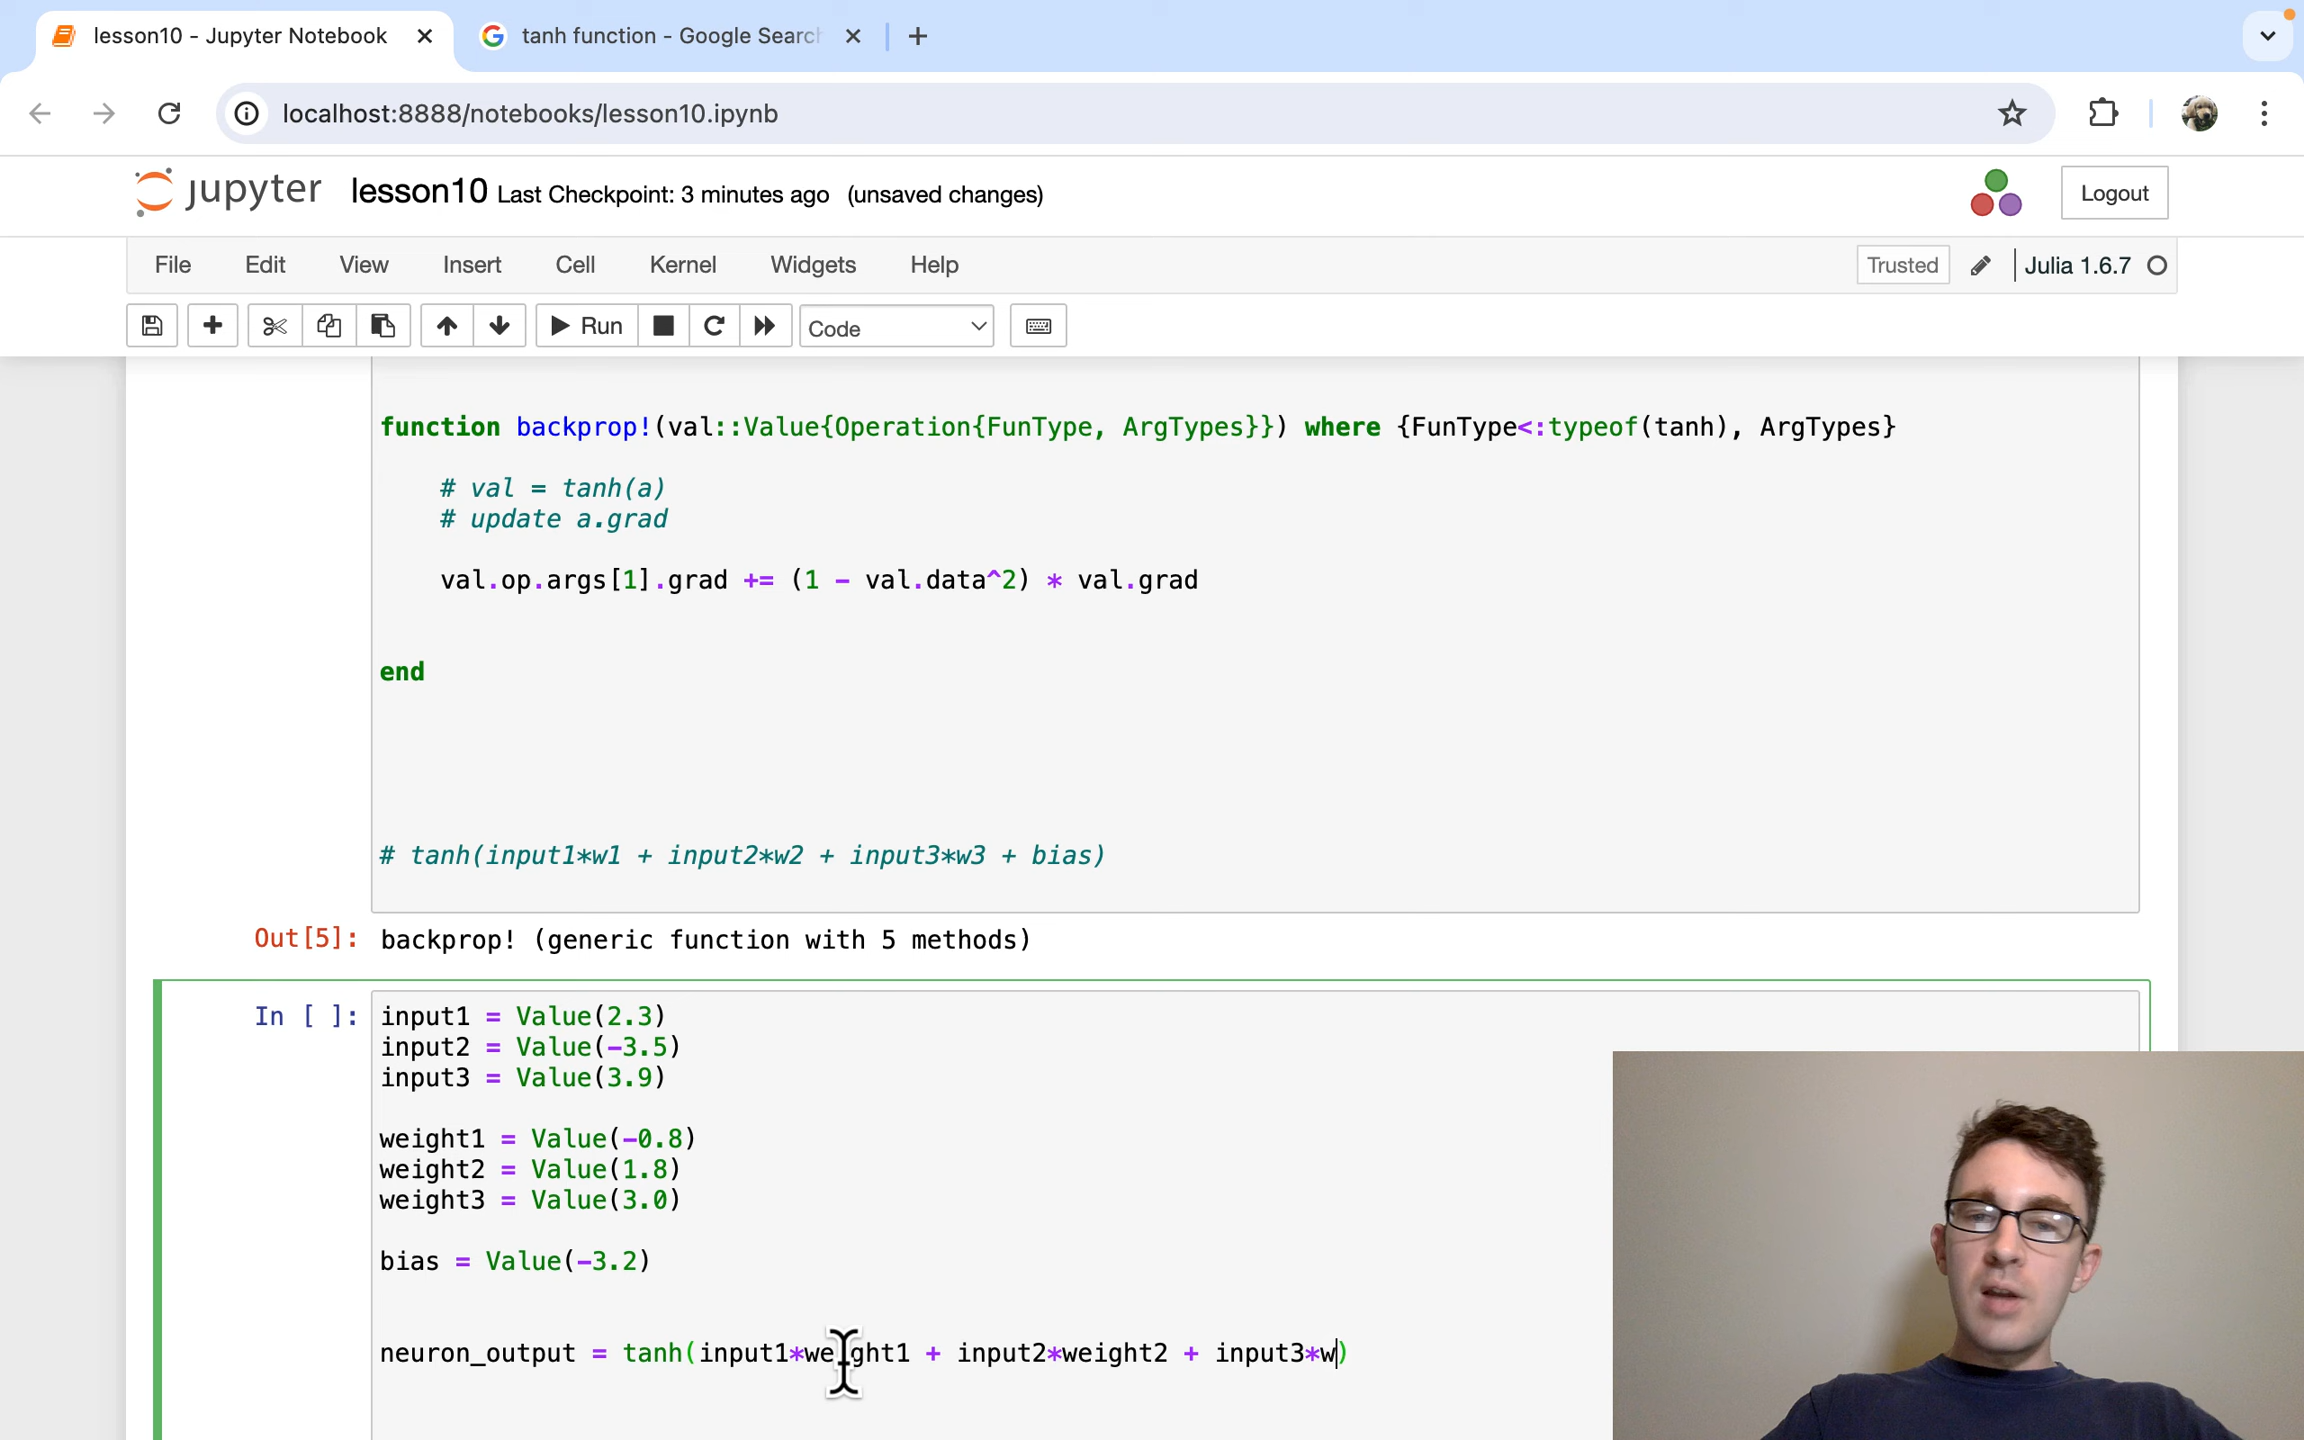 lesson10 - Jupyter Notebook
tanh function - Google Search
localhost:8888/notebooks/lesson10.ipynb
jupyter lesson10 Last Checkpoint: 3 minutes ago (unsaved changes)
Logout
File Edit View Insert Cell Kernel Widgets Help
Trusted
Julia 1.6.7
Run
Code
function backprop!(val::Value{Operation{FunType, ArgTypes}}) where {FunType<:typeof(tanh), ArgTypes}
# val = tanh(a)
# update a.grad
val.op.args[1].grad += (1 - val.data^2) * val.grad
end
# tanh(input1*w1 + input2*w2 + input3*w3 + bias)
Out[5]: backprop! (generic function with 5 methods)
In [ ]: input1 = Value(2.3)
input2 = Value(-3.5)
input3 = Value(3.9)
weight1 = Value(-0.8)
weight2 = Value(1.8)
weight3 = Value(3.0)
bias = Value(-3.2)
neuron_output = tanh(input1*weight1 + input2*weight2 + input3*w)